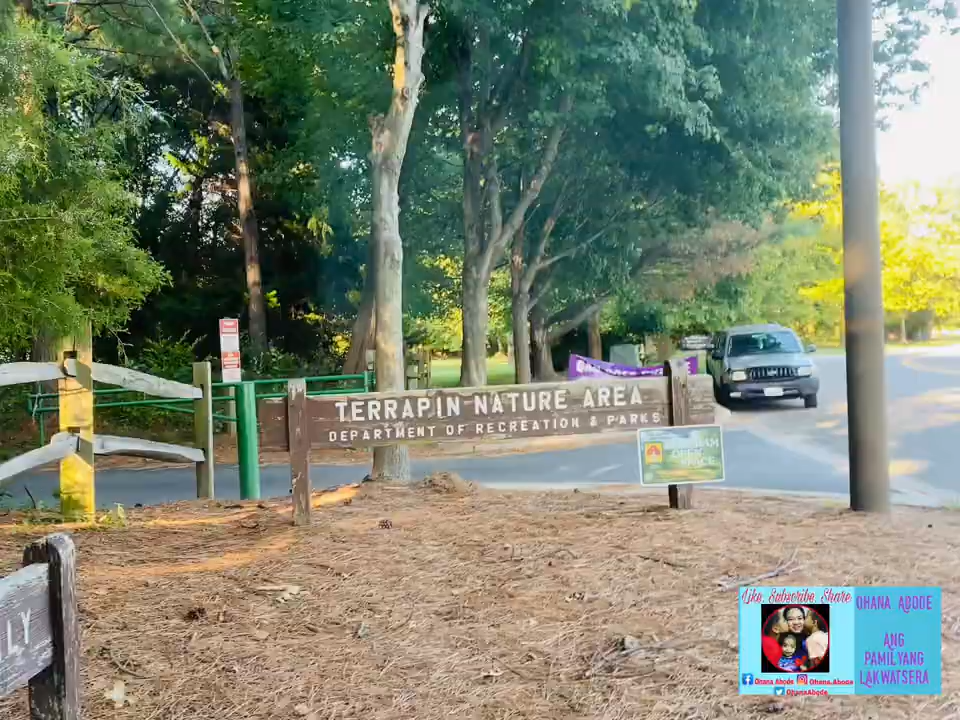 TERRAPIN NATURE AREA
DEPARTMENT OF RECREATION & PARKS
OPEN
SPACE
LY
Like, Subscribe, Share
OHANA ABODE
ANG
PAMILYANG
LAKWATSERA
Ohana Abode
Ohana.Abode
OhanaAbode